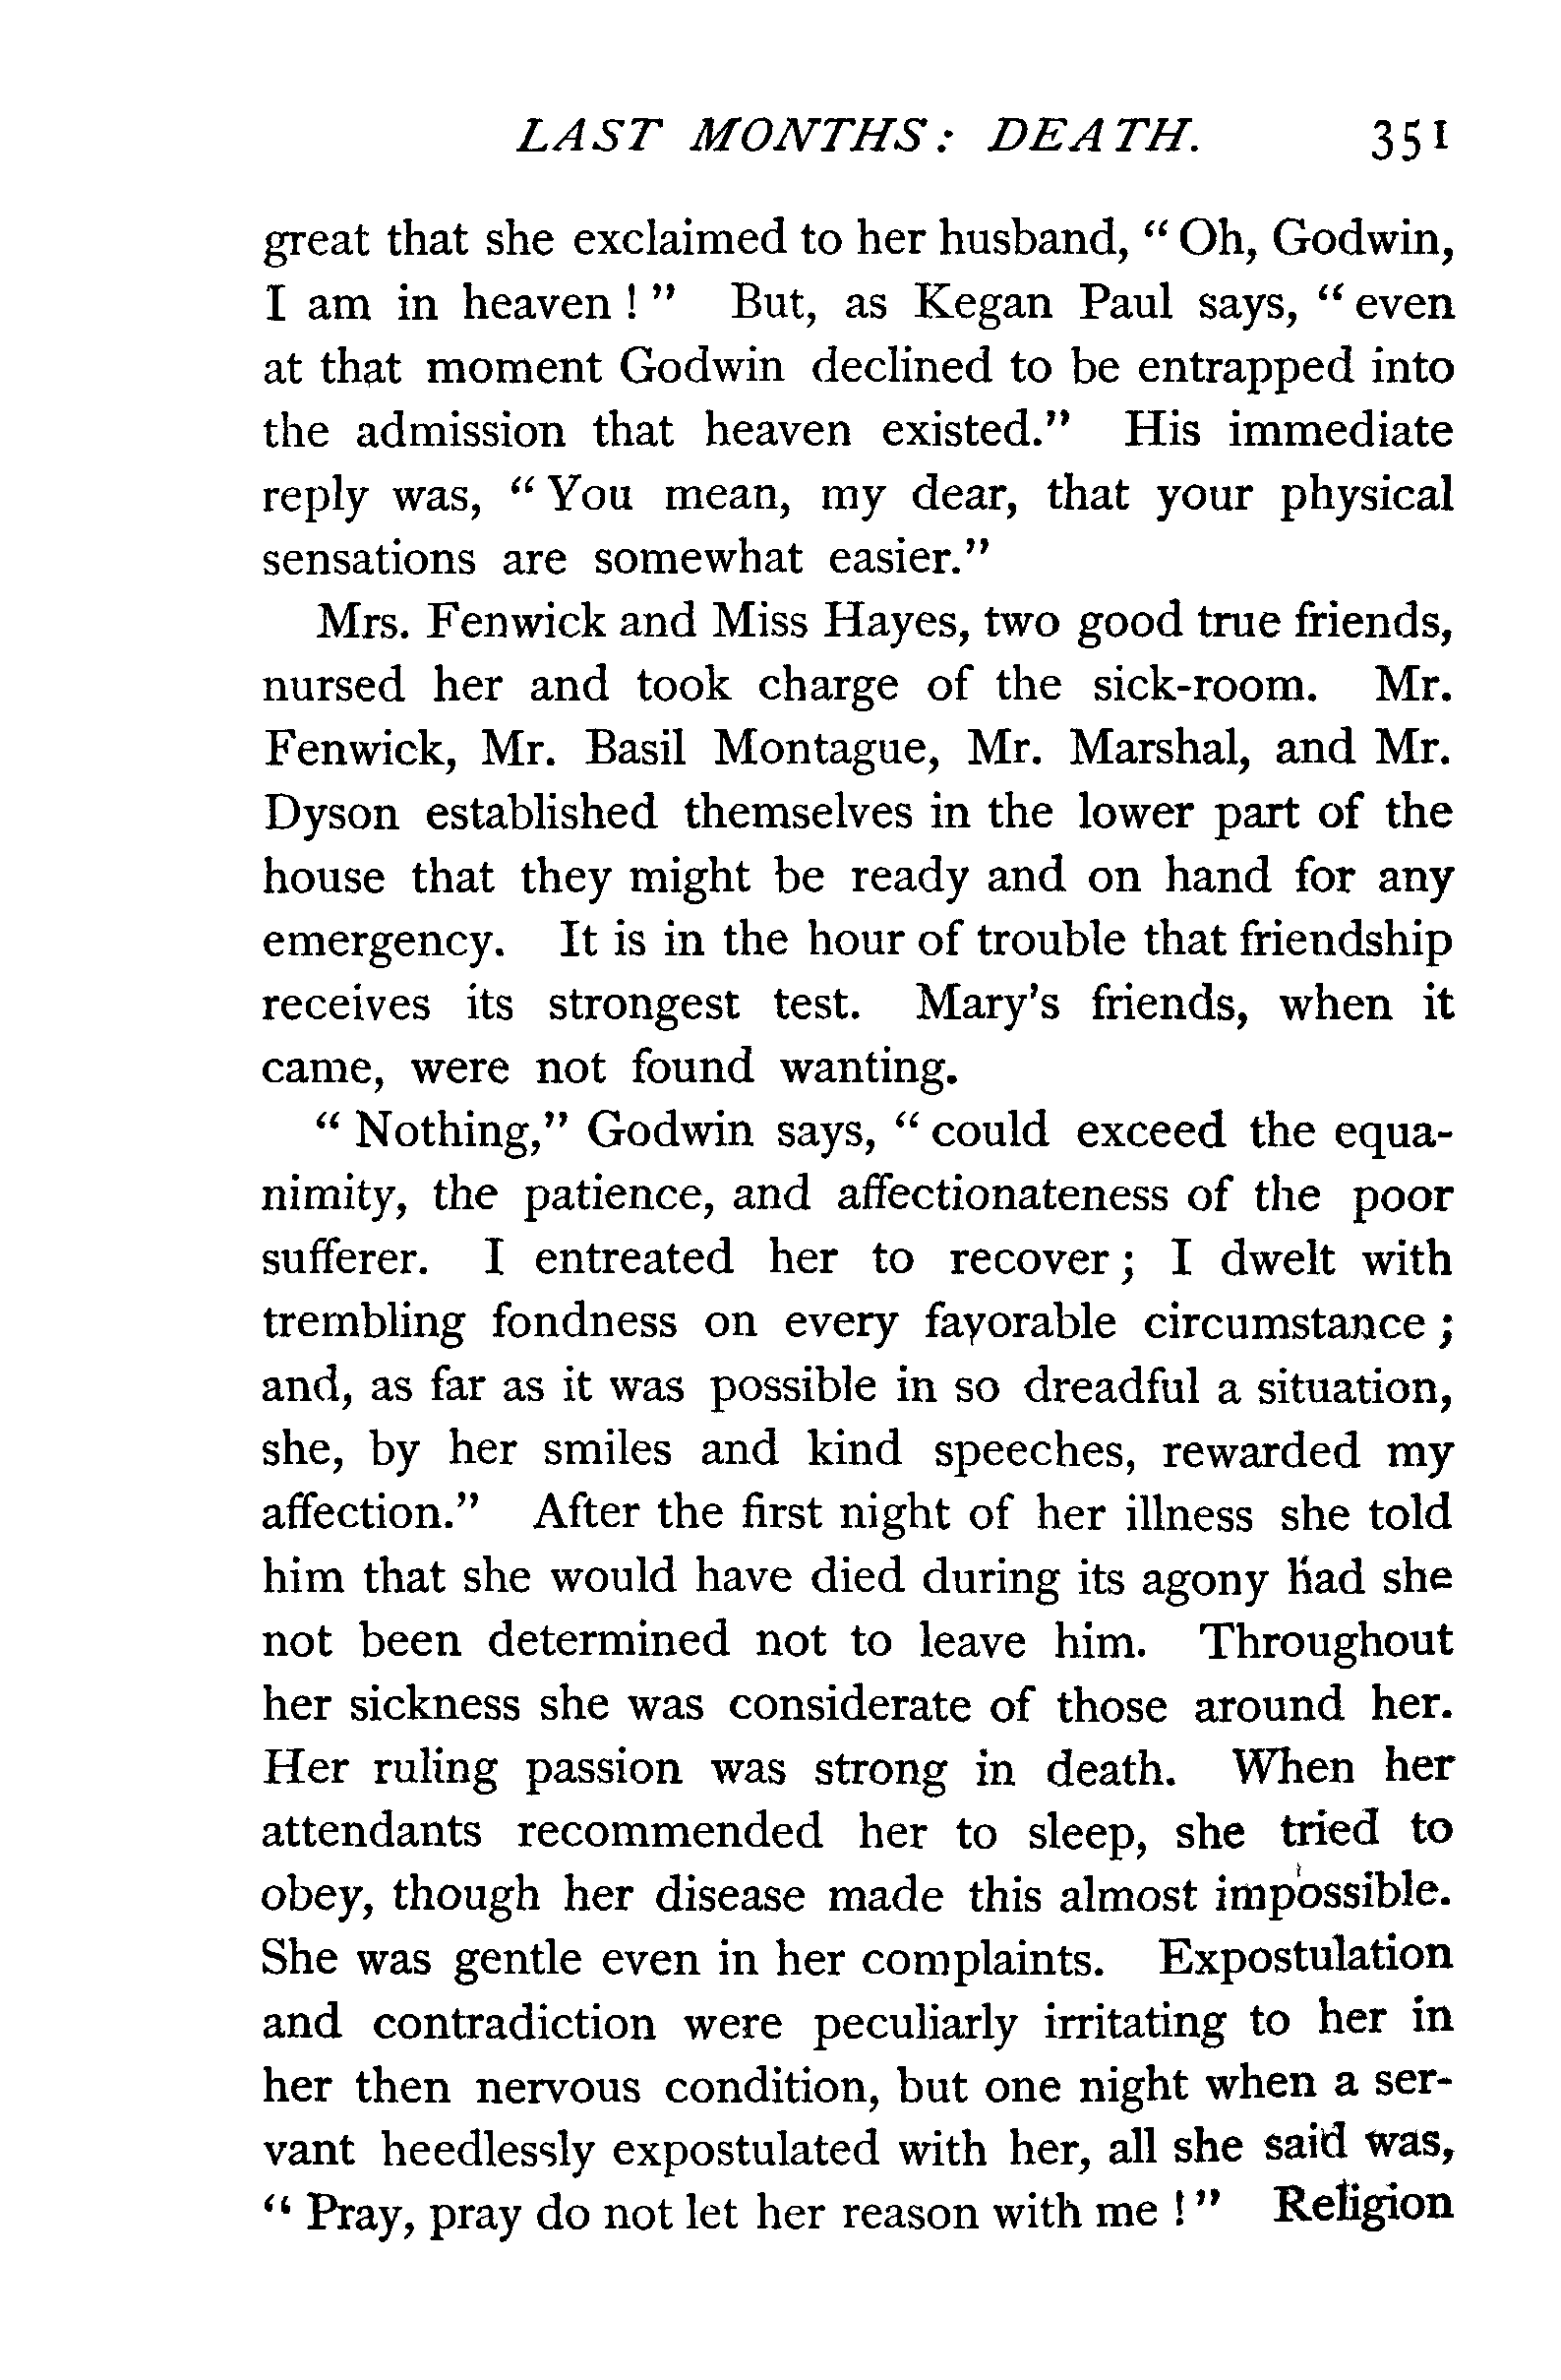 LAST MONTHS: DEATH. 351
great that she exclaimed to her husband, “ Oh, Godwin,
I am in heaven ! ” But, as Kegan Paul says, “ even
at that moment Godwin declined to be entrapped into
the admission that heaven existed.” His immediate
reply was, “ You mean, my dear, that your physical
sensations are somewhat easier.”
Mrs. Fenwick and Miss Hayes, two good true friends,
nursed her and took charge of the sick-room. Mr.
Fenwick, Mr. Basil Montague, Mr. Marshal, and Mr.
Dyson established themselves in the lower part of the
house that they might be ready and on hand for any
emergency. It is in the hour of trouble that friendship
receives its strongest test. Mary’s friends, when it
came, were not found wanting.
“ Nothing,” Godwin says, “ could exceed the equa-
nimity, the patience, and affectionateness of the poor
sufferer. I entreated her to recover ; I dwelt with
trembling fondness on every favorable circumstance ;
and, as far as it was possible in so dreadful a situation,
she, by her smiles and kind speeches, rewarded my
affection.” After the first night of her illness she told
him that she would have died during its agony had she
not been determined not to leave him. Throughout
her sickness she was considerate of those around her.
Her ruling passion was strong in death. When her
attendants recommended her to sleep, she tried to
obey, though her disease made this almost impossible.
She was gentle even in her complaints. Expostulation
and contradiction were peculiarly irritating to her in
her then nervous condition, but one night when a ser-
vant heedlessly expostulated with her, all she said was,
“ Pray, pray do not let her reason with me ! ” Religion